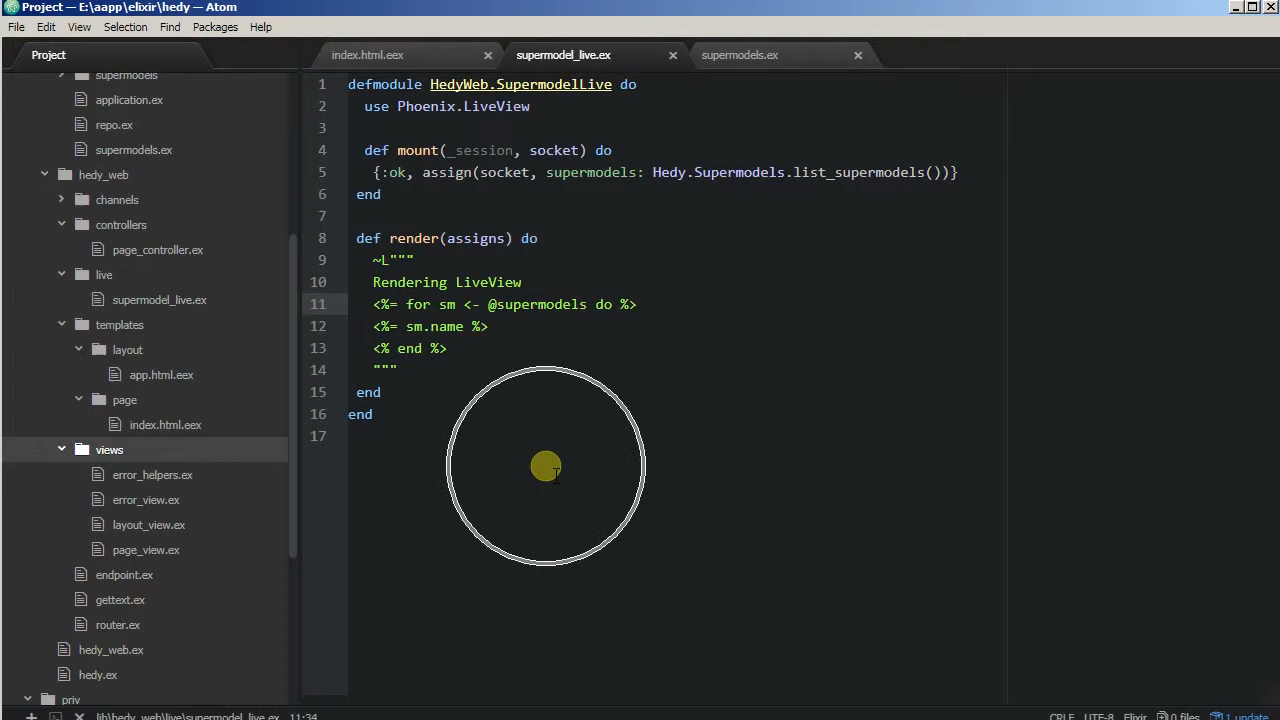 Project — E:\aapp\elixir\hedy — Atom
File Edit View Selection Find Packages Help
Project
index.html.eex
supermodel_live.ex
supermodels.ex
supermodels
application.ex
repo.ex
supermodels.ex
hedy_web
channels
controllers
page_controller.ex
live
supermodel_live.ex
templates
layout
app.html.eex
page
index.html.eex
views
error_helpers.ex
error_view.ex
layout_view.ex
page_view.ex
endpoint.ex
gettext.ex
router.ex
hedy_web.ex
hedy.ex
priv
1 defmodule HedyWeb.SupermodelLive do
2 use Phoenix.LiveView
3
4 def mount(_session, socket) do
5 {:ok, assign(socket, supermodels: Hedy.Supermodels.list_supermodels())}
6 end
7
8 def render(assigns) do
9 ~L"""
10 Rendering LiveView
11 <%= for sm <- @supermodels do %>
12 <%= sm.name %>
13 <% end %>
14 """
15 end
16 end
17
lib\hedy_web\live\supermodel_live.ex 11:34
CRLF UTF-8 Elixir 0 files 1 update